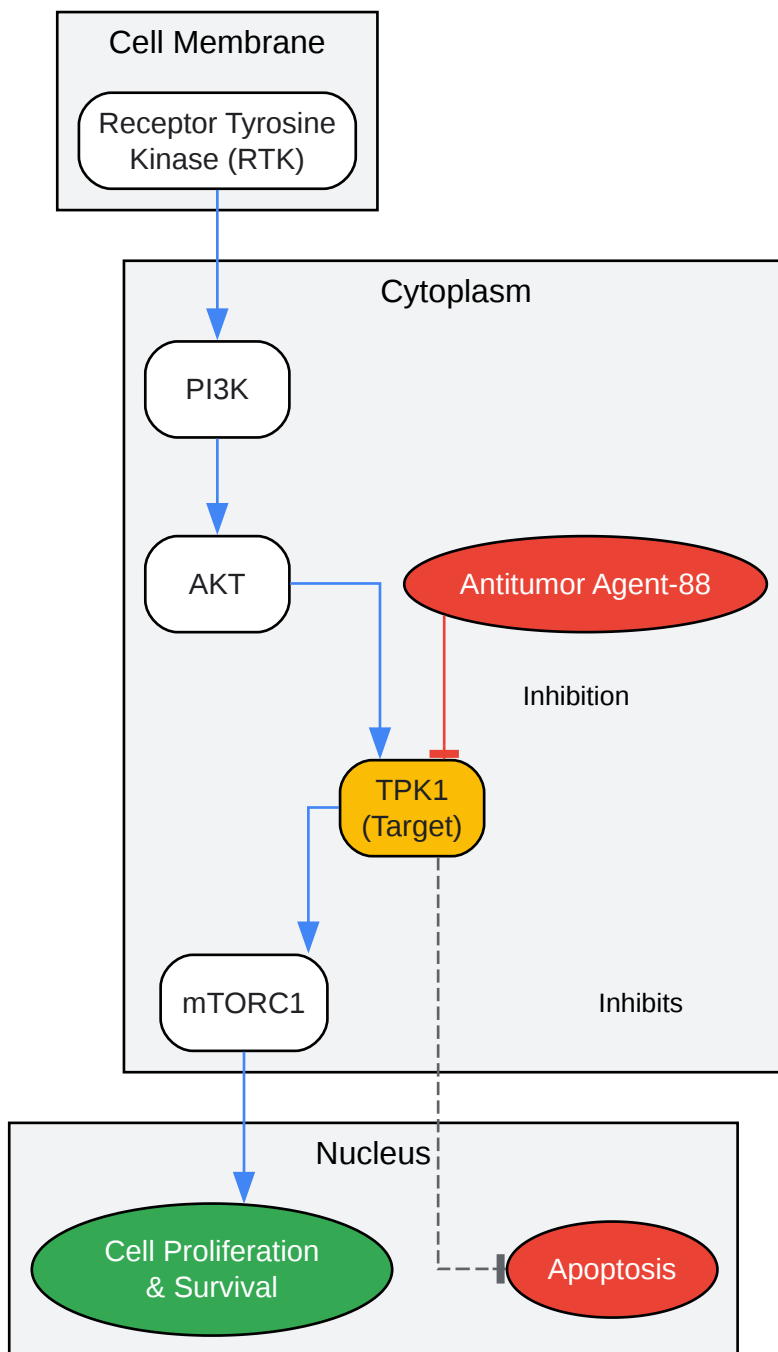 Cell Membrane
Receptor Tyrosine
Kinase (RTK)
Cytoplasm
PI3K
AKT
Antitumor Agent-88
Inhibition
TPK1
(Target)
mTORC1
Inhibits
Nucleus
Cell Proliferation
& Survival
Apoptosis